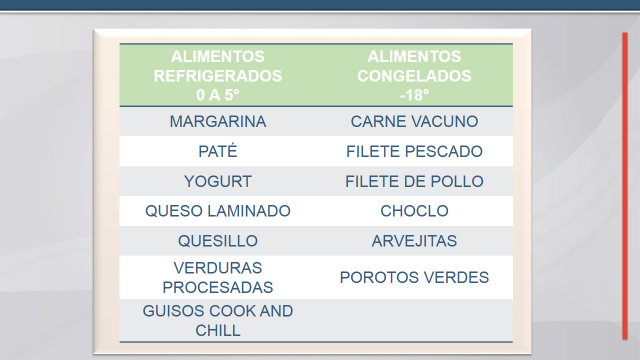 ALIMENTOS REFRIGERADOS 0 A 5° ALIMENTOS CONGELADOS -18°
MARGARINA CARNE VACUNO
PATÉ FILETE PESCADO
YOGURT FILETE DE POLLO
QUESO LAMINADO CHOCLO
QUESILLO ARVEJITAS
VERDURAS PROCESADAS POROTOS VERDES
GUISOS COOK AND CHILL